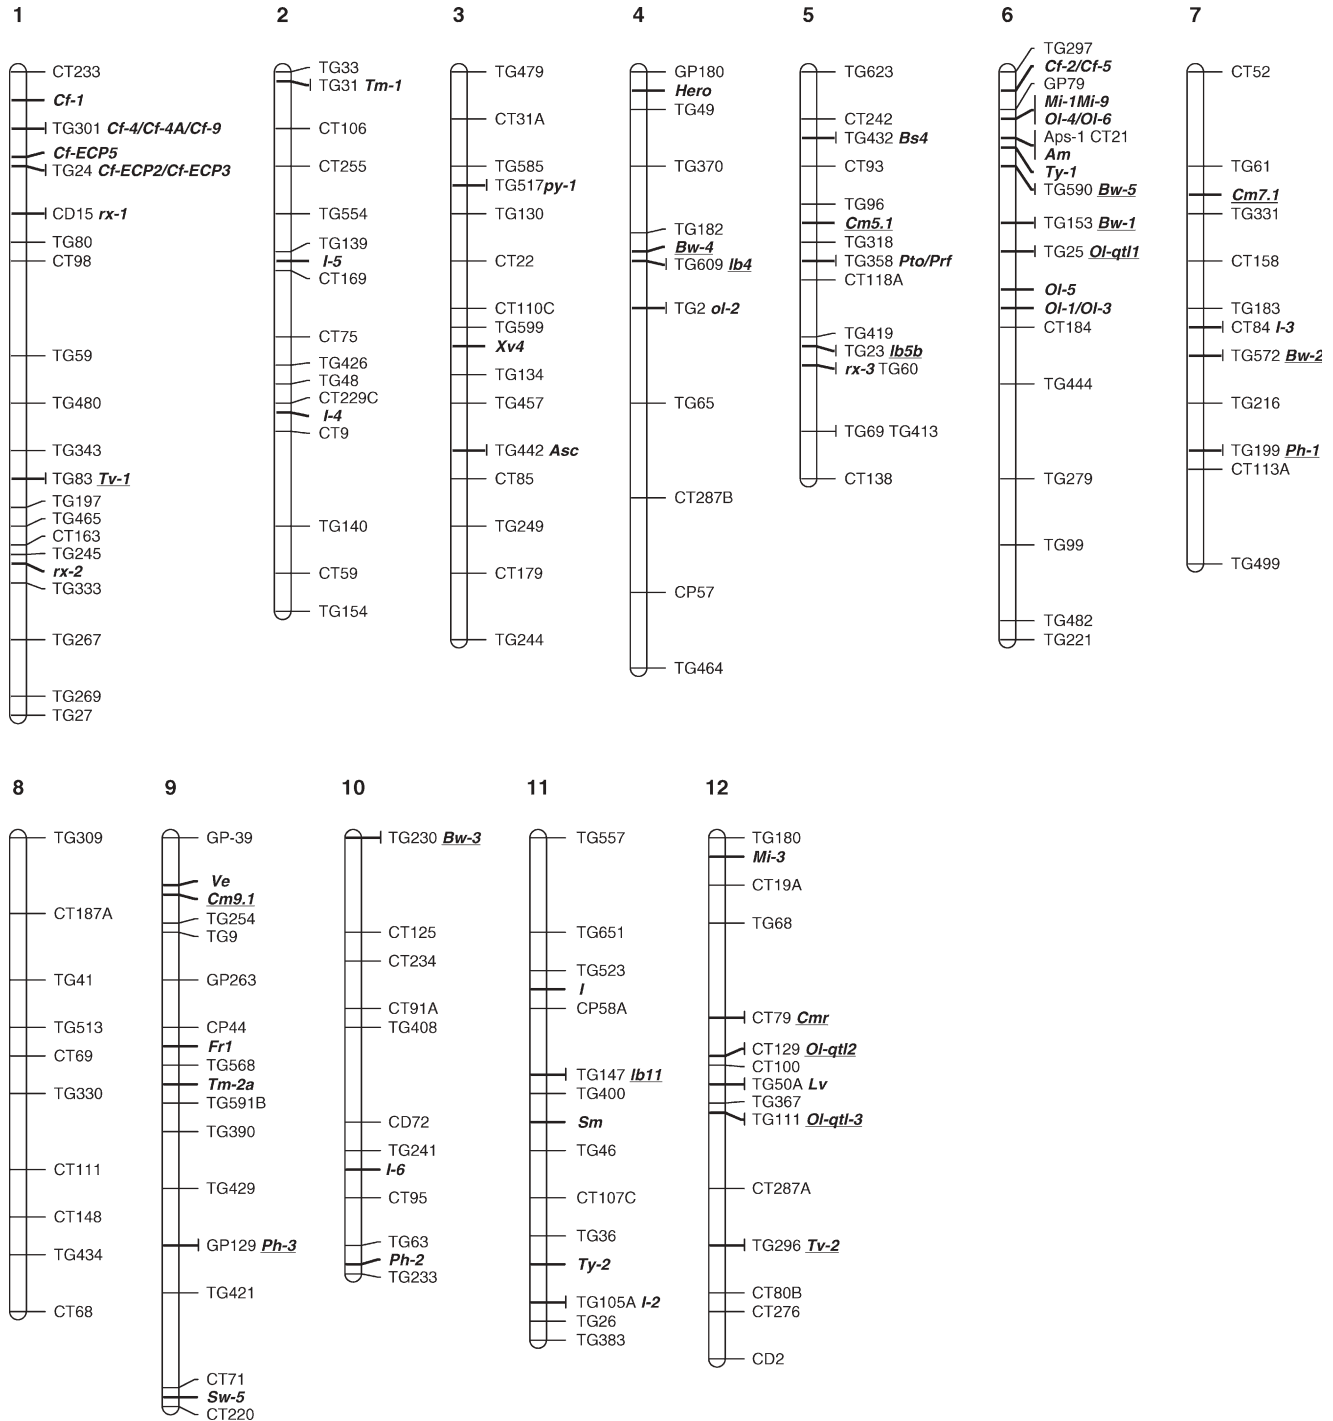 1
CT233
Cf-1
TG301 Cf-4/Cf-4A/Cf-9
Cf-ECP5
TG24 Cf-ECP2/Cf-ECP3
CD15 rx-1
TG80
CT98
TG59
TG480
TG343
TG83 Tv-1
TG197
TG465
CT163
TG245
rx-2
TG333
TG267
TG269
TG27
2
TG33
TG31 Tm-1
CT106
CT255
TG554
TG139
I-5
CT169
CT75
TG426
TG48
CT229C
I-4
CT9
TG140
CT59
TG154
3
TG479
CT31A
TG585
TG517py-1
TG130
CT22
CT110C
TG599
Xv4
TG134
TG457
TG442 Asc
CT85
TG249
CT179
TG244
4
GP180
Hero
TG49
TG370
TG182
Bw-4
TG609 Ib4
TG2 ol-2
TG65
CT287B
CP57
TG464
5
TG623
CT242
TG432 Bs4
CT93
TG96
Cm5.1
TG318
TG358 Pto/Prf
CT118A
TG419
TG23 Ib5b
rx-3 TG60
TG69 TG413
CT138
6
TG297
Cf-2/Cf-5
GP79
Mi-1Mi-9
Ol-4/Ol-6
Aps-1 CT21
Am
Ty-1
TG590 Bw-5
TG153 Bw-1
TG25 Ol-qtl1
Ol-5
Ol-1/Ol-3
CT184
TG444
TG279
TG99
TG482
TG221
7
CT52
TG61
Cm7.1
TG331
CT158
TG183
CT84 I-3
TG572 Bw-2
TG216
TG199 Ph-1
CT113A
TG499
8
TG309
CT187A
TG41
TG513
CT69
TG330
CT111
CT148
TG434
CT68
9
GP-39
Ve
Cm9.1
TG254
TG9
GP263
CP44
Fr1
TG568
Tm-2a
TG591B
TG390
TG429
GP129 Ph-3
TG421
CT71
Sw-5
CT220
10
TG230 Bw-3
CT125
CT234
CT91A
TG408
CD72
TG241
I-6
CT95
TG63
Ph-2
TG233
11
TG557
TG651
TG523
I
CP58A
TG147 Ib11
TG400
Sm
TG46
CT107C
TG36
Ty-2
TG105A I-2
TG26
TG383
12
TG180
Mi-3
CT19A
TG68
CT79 Cmr
CT129 Ol-qtl2
CT100
TG50A Lv
TG367
TG111 Ol-qtl-3
CT287A
TG296 Tv-2
CT80B
CT276
CD2